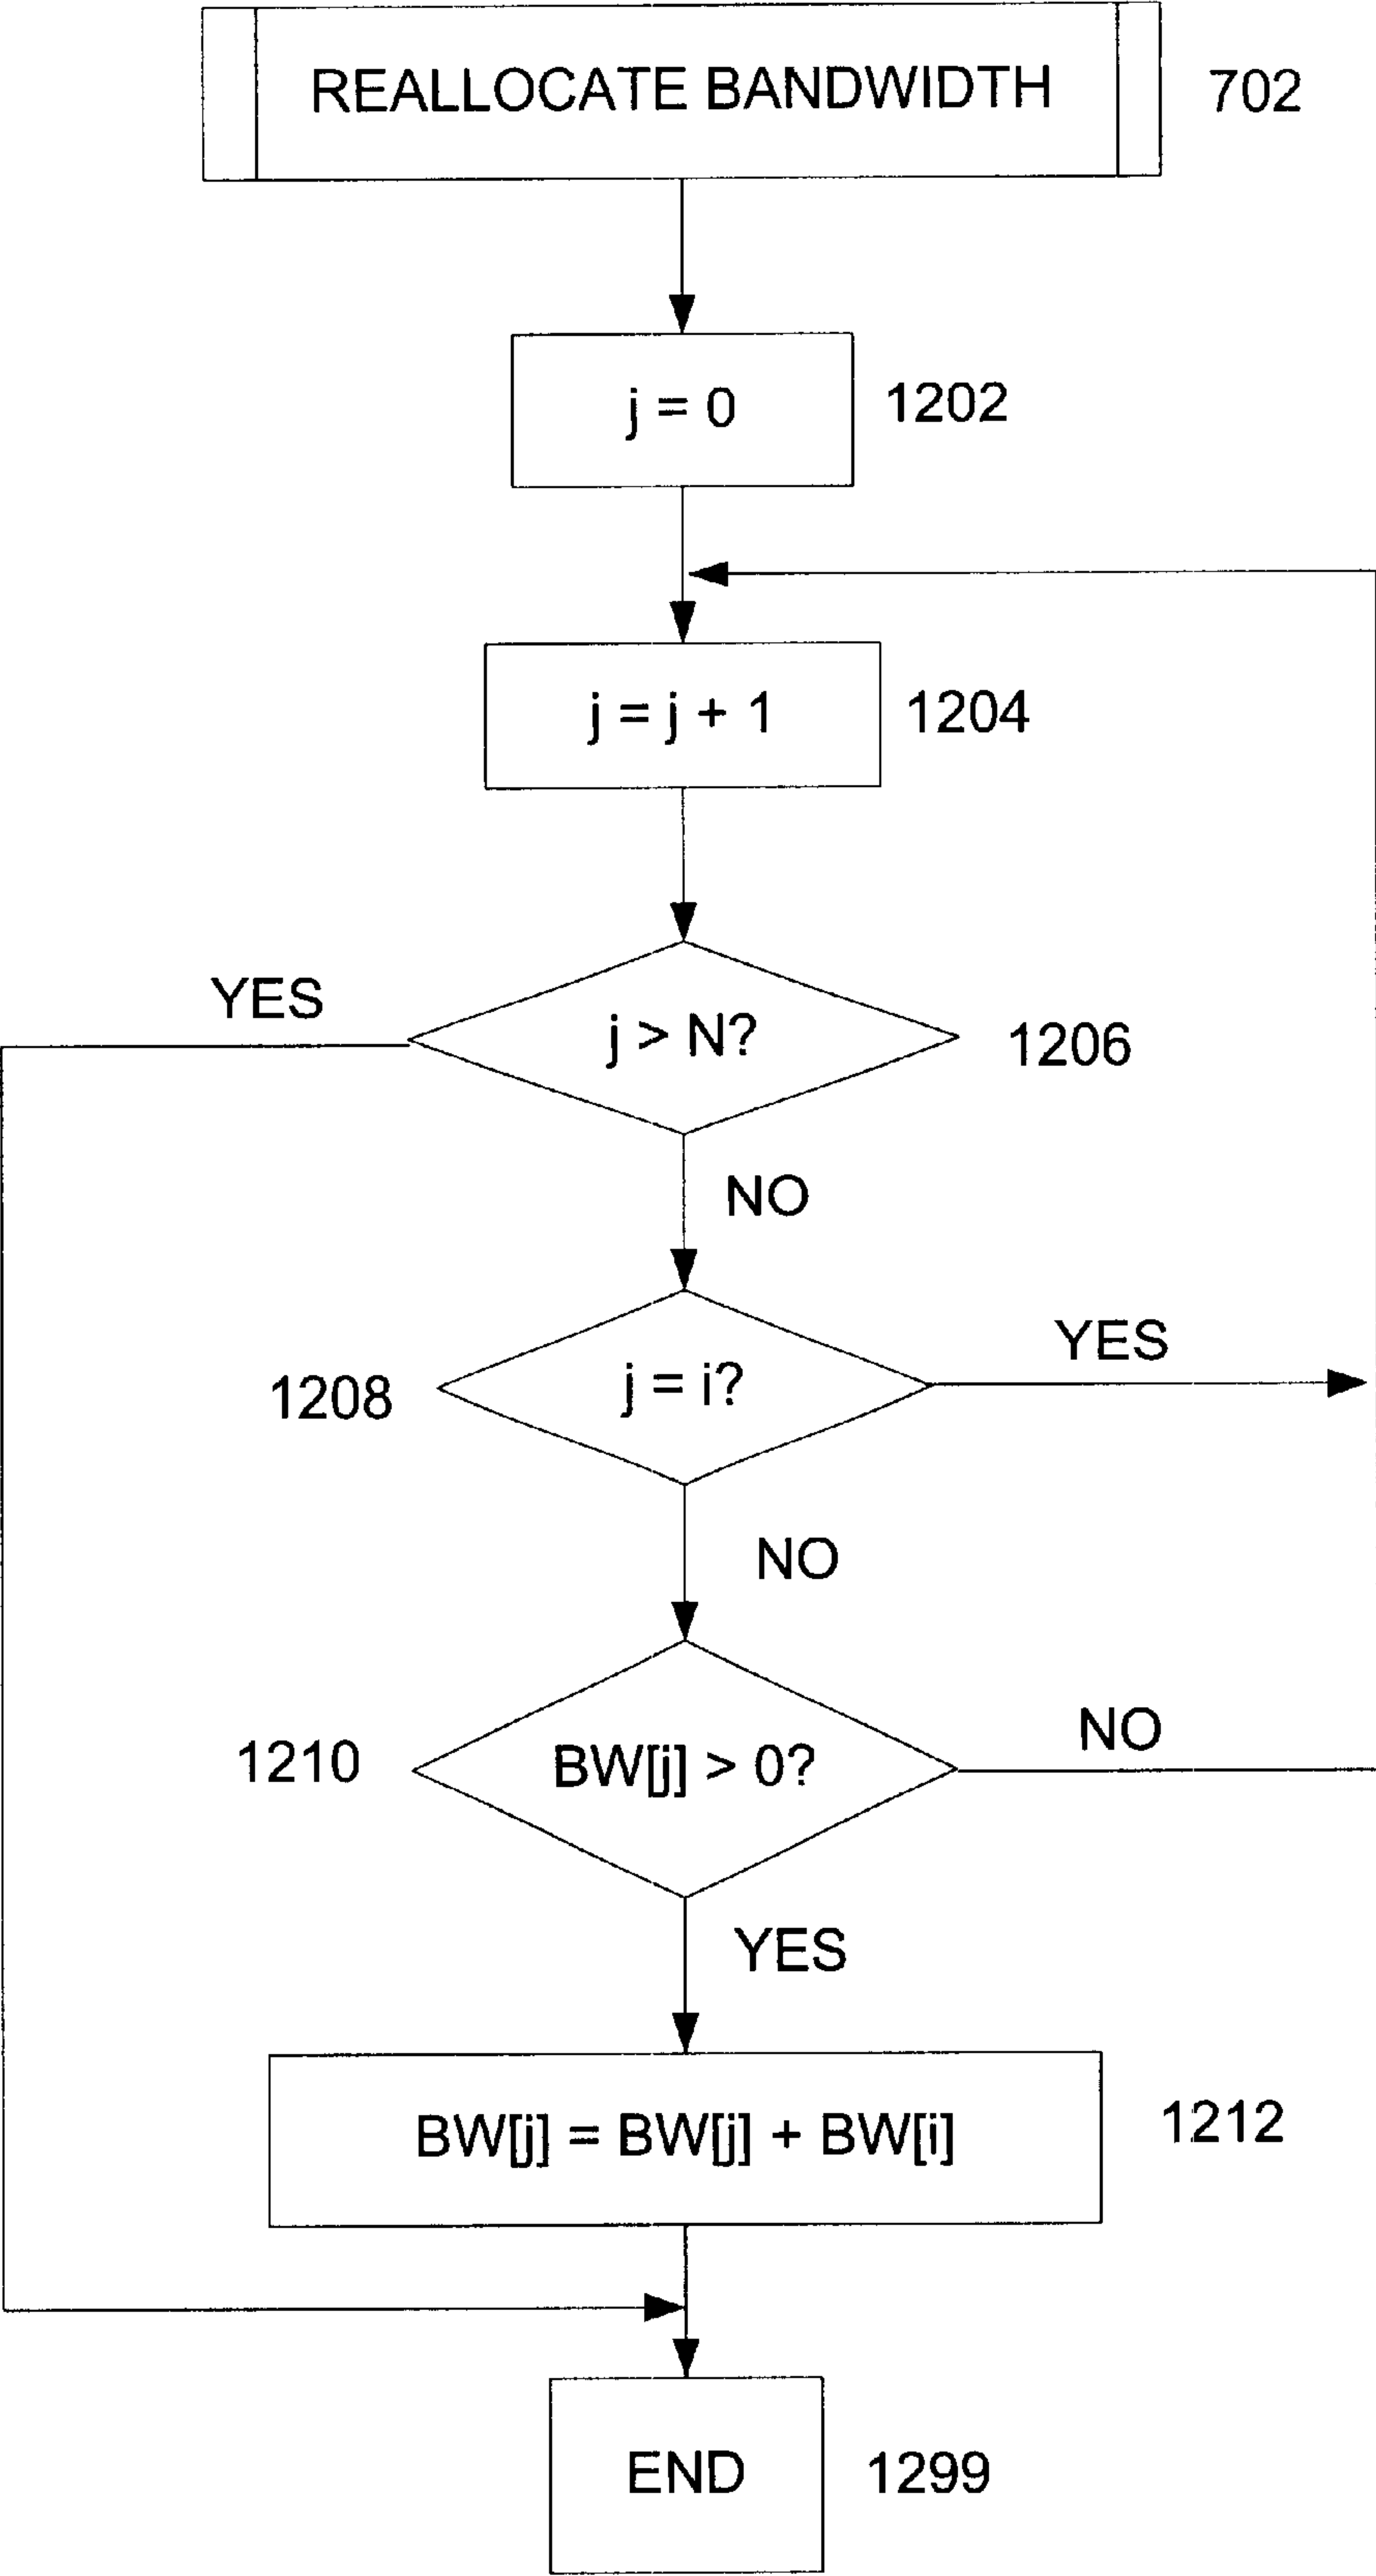 REALLOCATE BANDWIDTH 702
j = 0 1202
j = j + 1 1204
YES
j > N? 1206
NO
YES
1208 j = i?
NO
NO
1210 BW[j] > 0?
YES
BW[j] = BW[j] + BW[i] 1212
END 1299